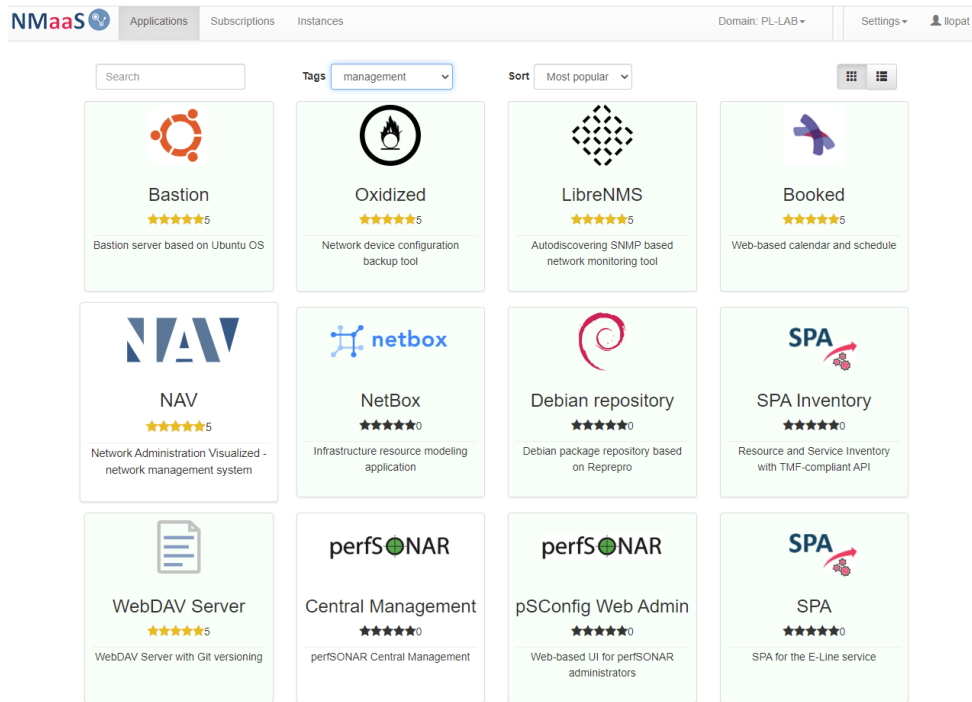 NMaaS Applications Subscriptions Instances Domain: PL-LAB Settings llopat
Search Tags management Sort Most popular
Bastion
5
Bastion server based on Ubuntu OS
Oxidized
5
Network device configuration
backup tool
LibreNMS
5
Autodiscovering SNMP based
network monitoring tool
Booked
5
Web-based calendar and schedule
NAV
NAV
5
Network Administration Visualized -
network management system
netbox
NetBox
0
Infrastructure resource modeling
application
Debian repository
0
Debian package repository based
on Reprepro
SPA
SPA Inventory
0
Resource and Service Inventory
with TMF-compliant API
WebDAV Server
5
WebDAV Server with Git versioning
perfSONAR
Central Management
0
perfSONAR Central Management
perfSONAR
pSConfig Web Admin
0
Web-based UI for perfSONAR
administrators
SPA
SPA
0
SPA for the E-Line service